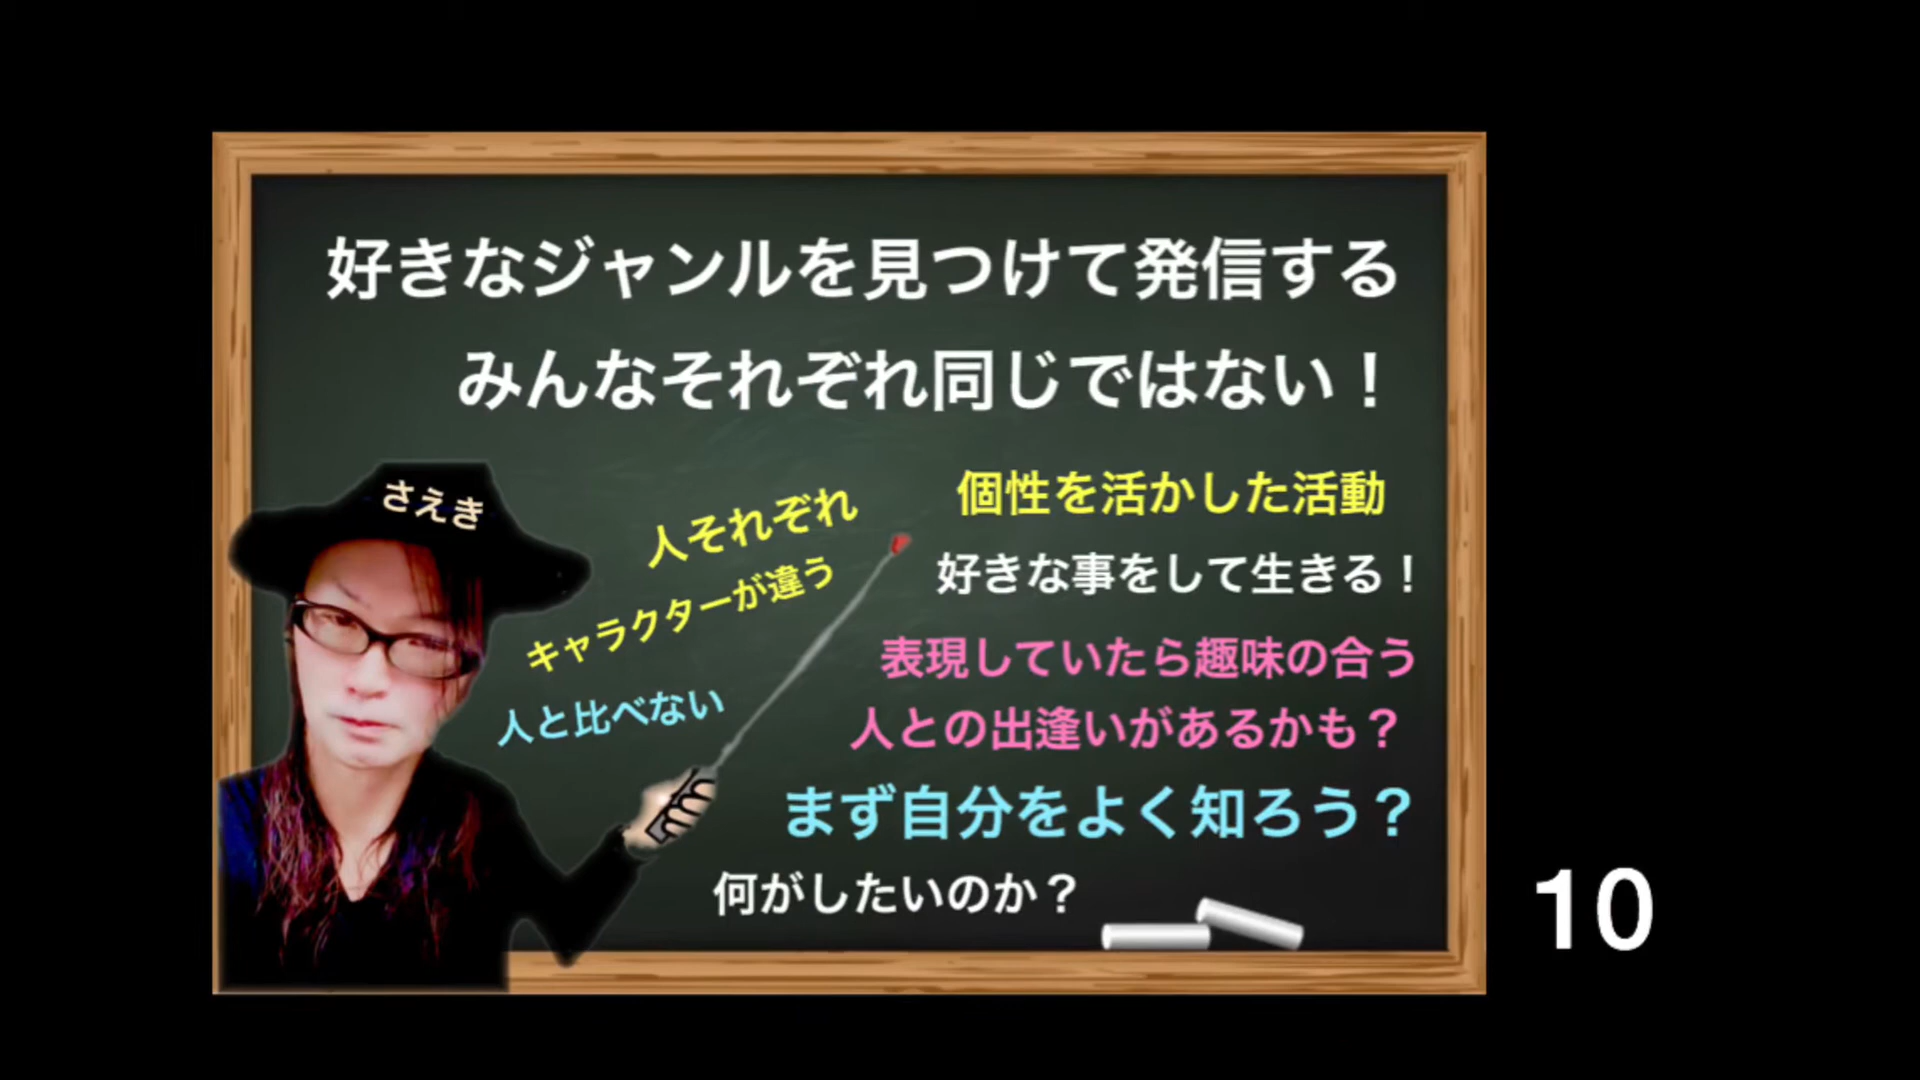 好きなジャンルを見つけて発信する
みんなそれぞれ同じではない！
さえき
人それぞれ
キャラクターが違う
人と比べない
個性を活かした活動
好きな事をして生きる！
表現していたら趣味の合う
人との出逢いがあるかも？
まず自分をよく知ろう？
何がしたいのか？
10